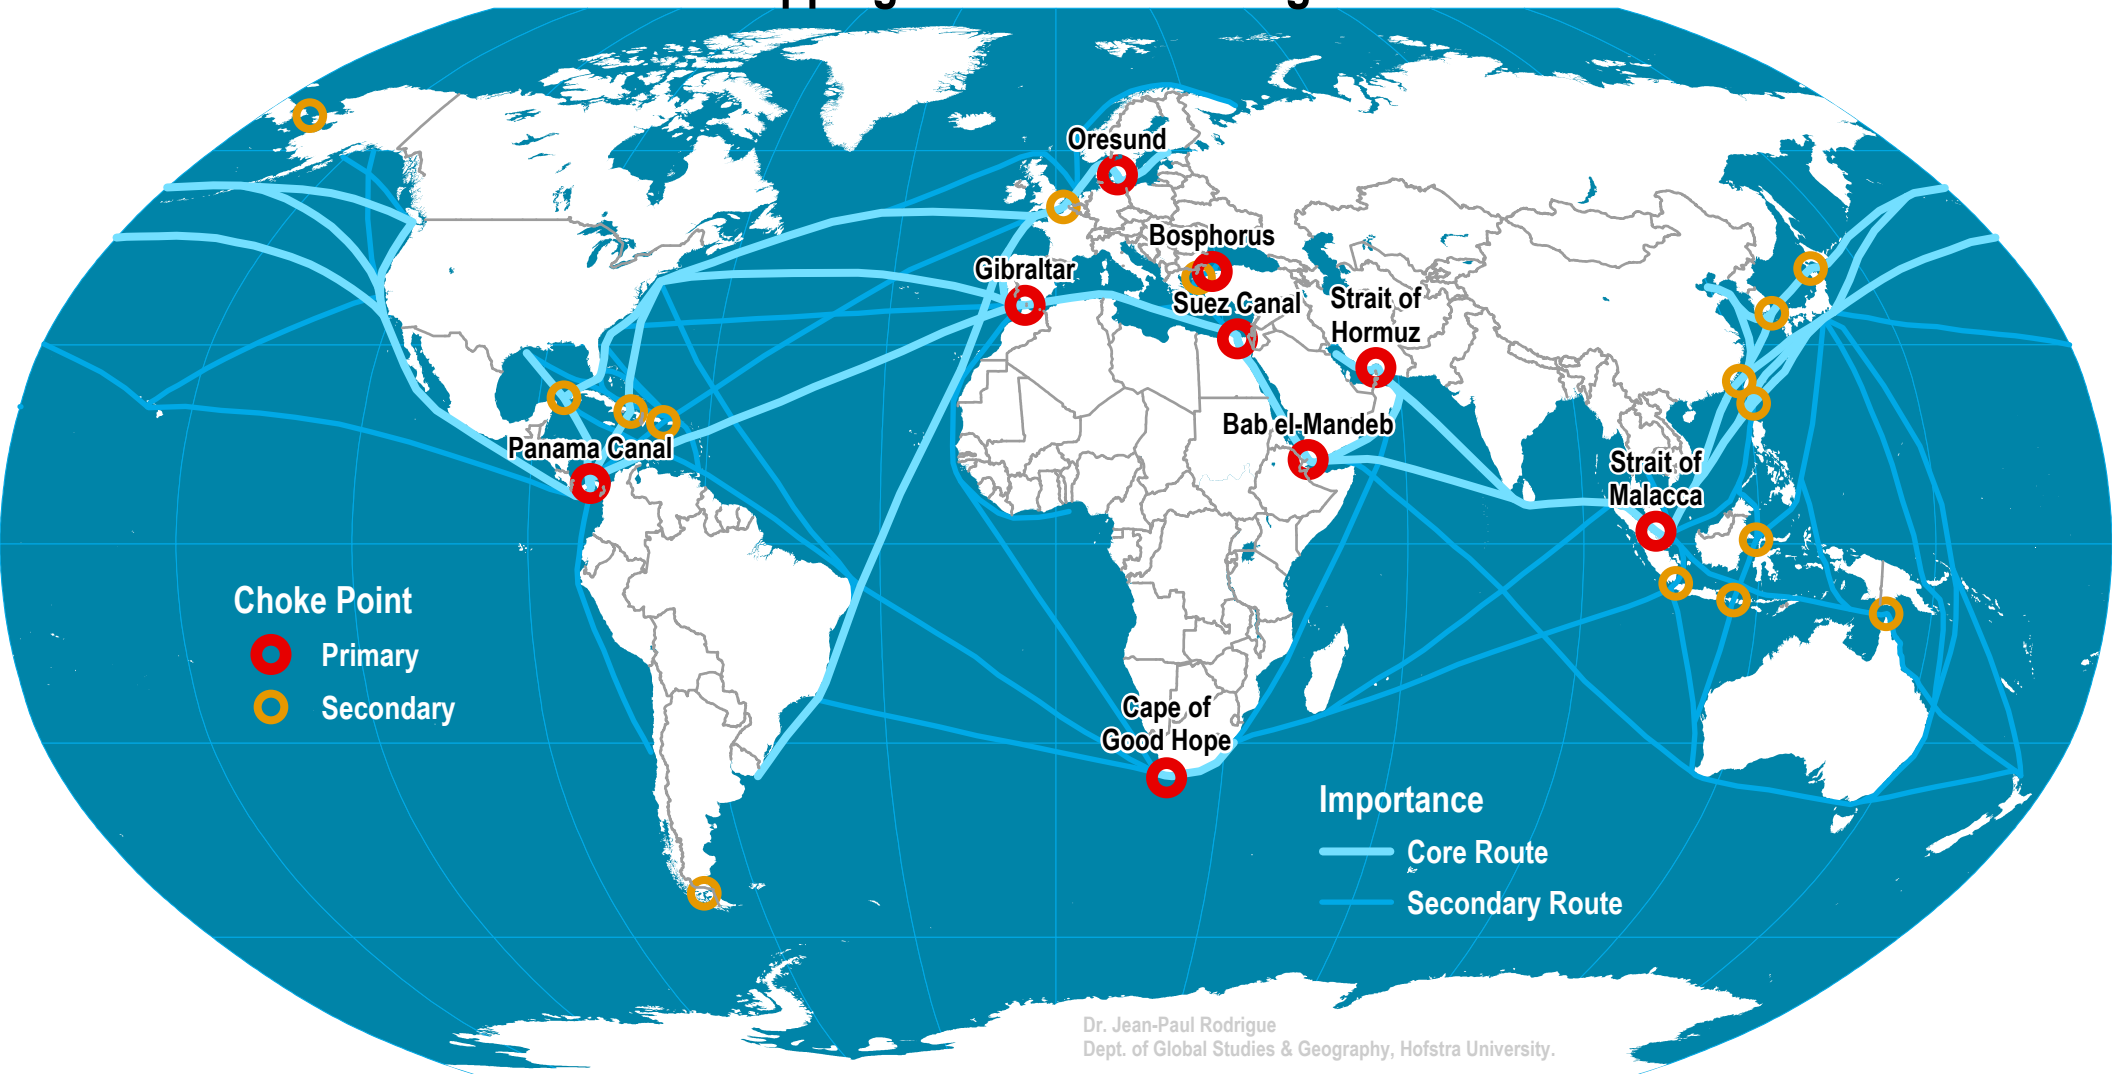 Oresund
Bosphorus
Gibraltar
Suez Canal
Strait of
Hormuz
Bab el-Mandeb
Panama Canal
Strait of
Malacca
Choke Point
Primary
Secondary
Cape of
Good Hope
Importance
Core Route
Secondary Route
Dr. Jean-Paul Rodrigue
Dept. of Global Studies & Geography, Hofstra University.